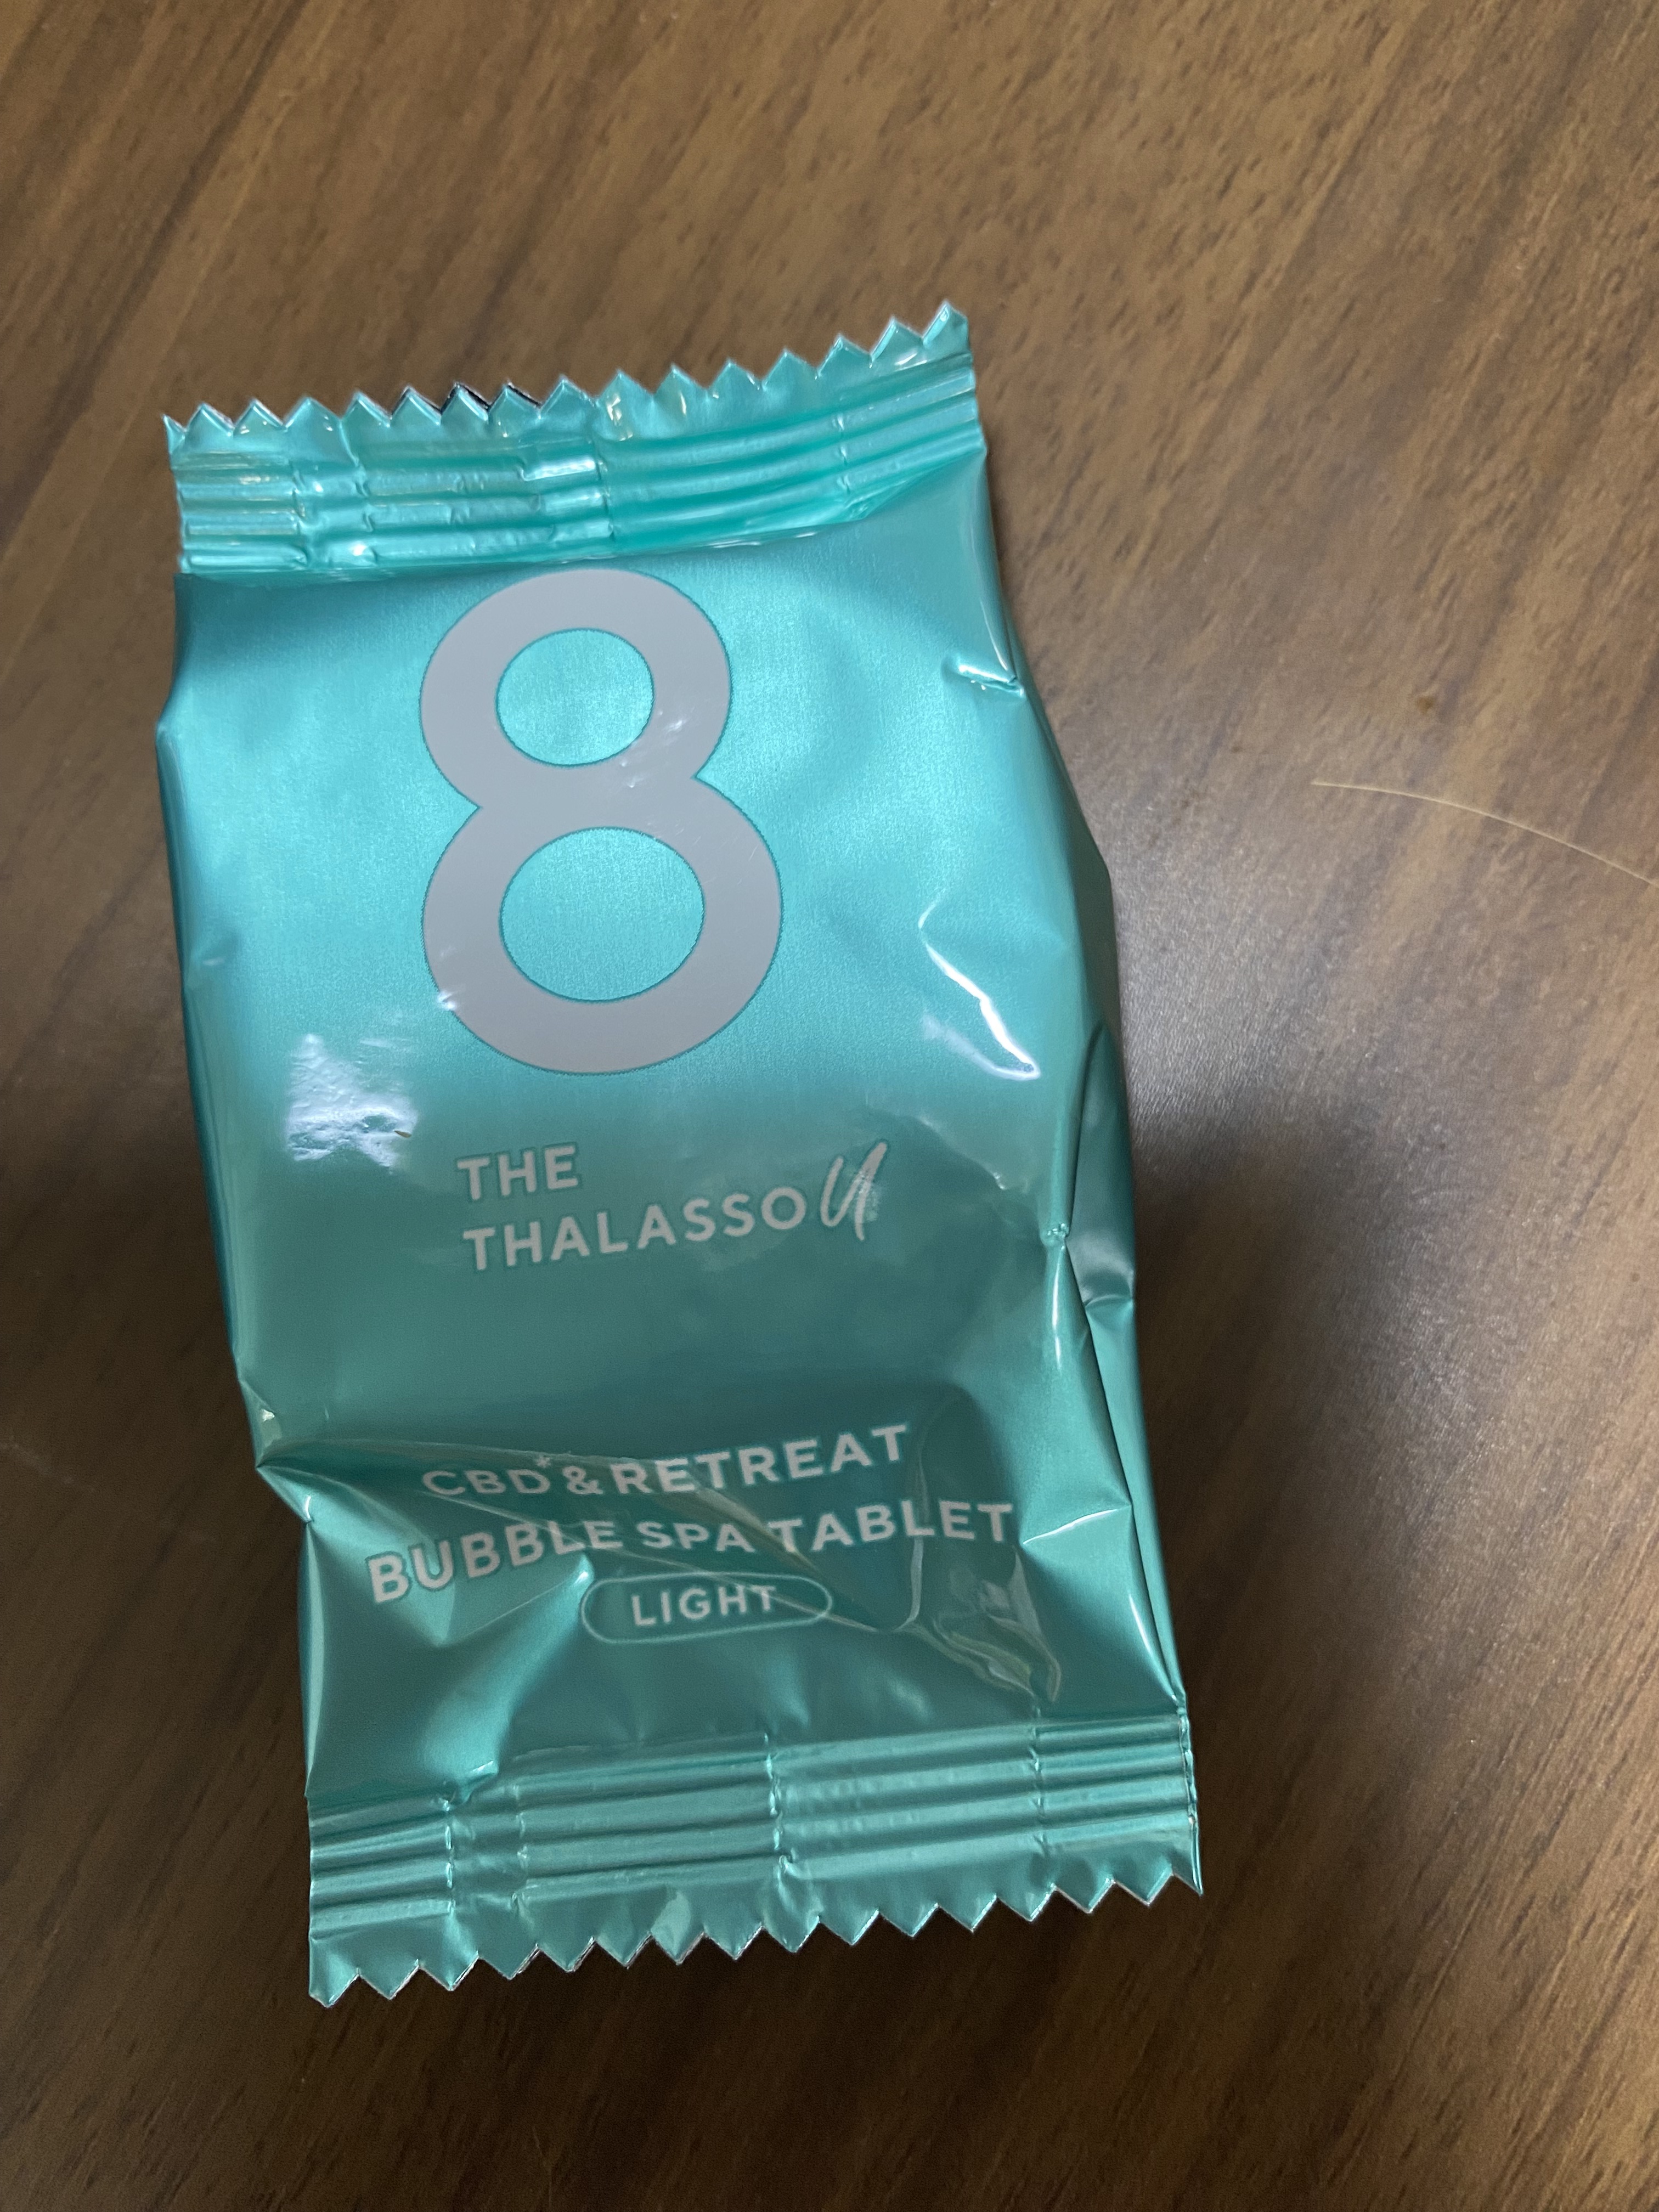 8
THE
THALASSO U
CBD*&RETREAT
BUBBLE SPA TABLET
LIGHT